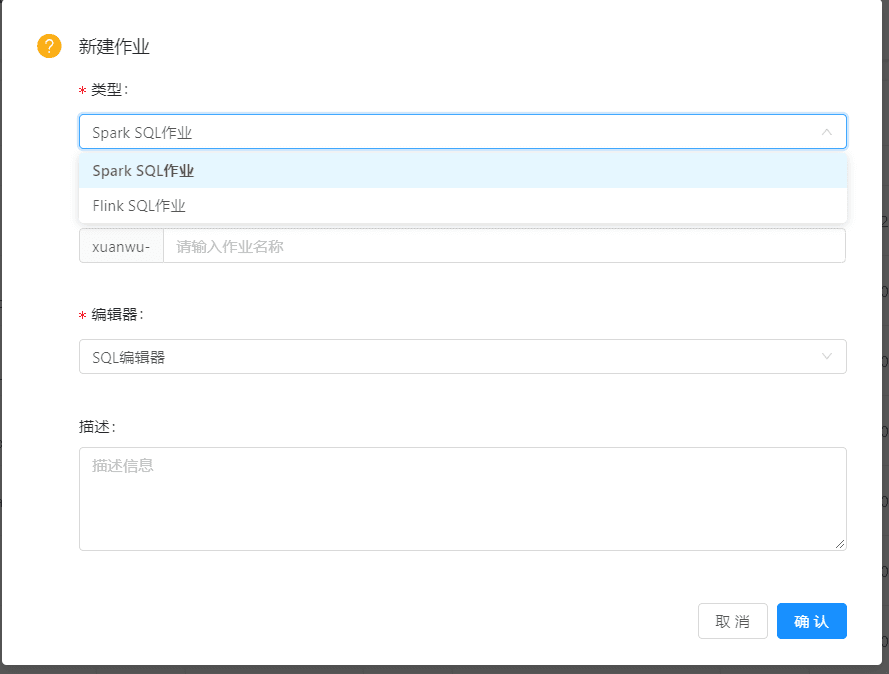 ?
新建作业
* 类型:
Spark SQL作业
Spark SQL作业
Flink SQL作业
xuanwu- 请输入作业名称
* 编辑器:
SQL编辑器
描述:
描述信息
取 消 确 认